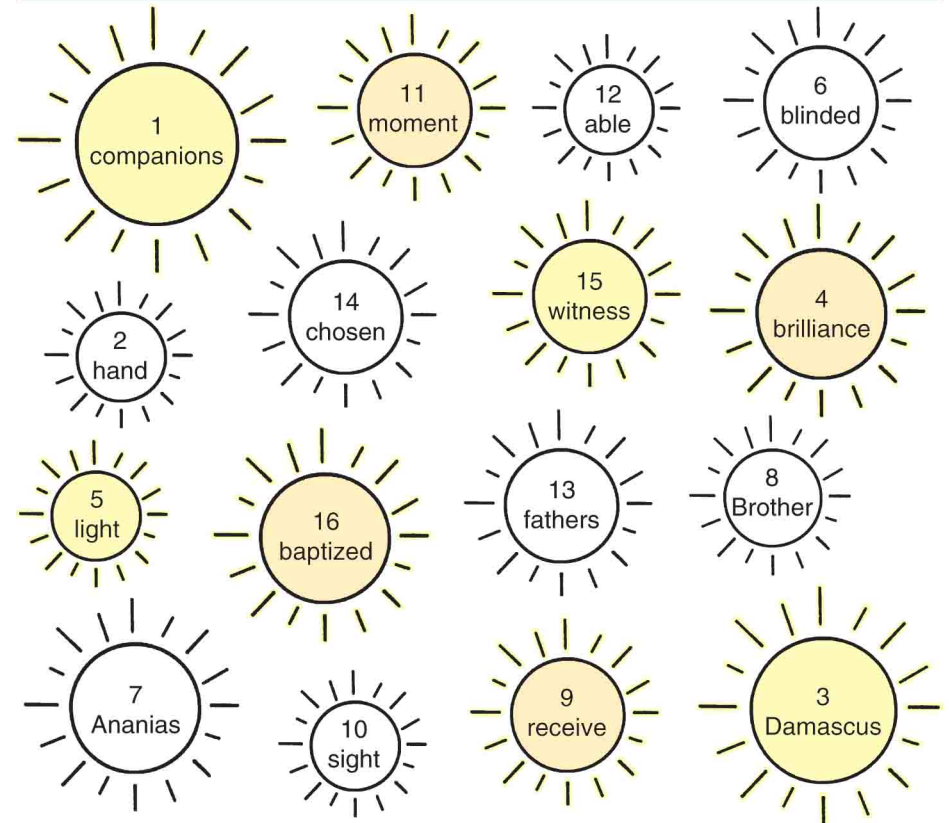 1
companions
11
moment
12
able
6
blinded
2
hand
14
chosen
15
witness
4
brilliance
5
light
16
baptized
13
fathers
8
Brother
7
Ananias
10
sight
9
receive
3
Damascus